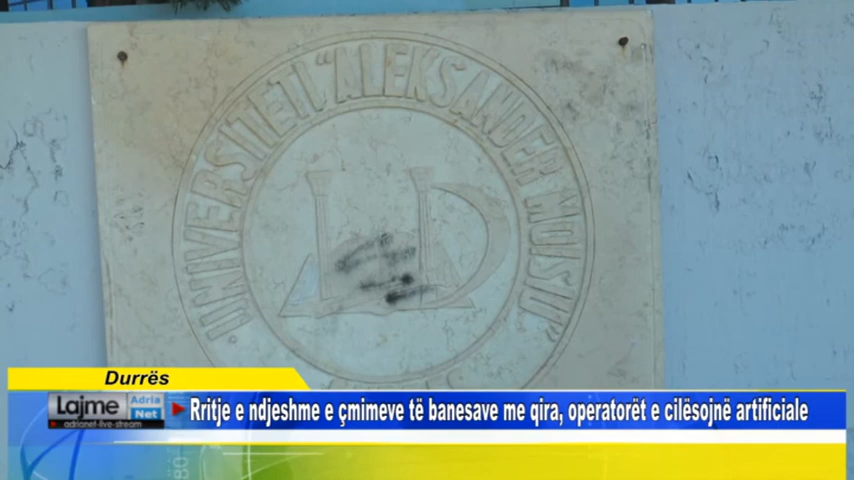 UNIVERSITETI "ALEKSANDER MOISIU"
Durrës
Lajme Adria Net
adrianet-live-stream
Rritje e ndjeshme e çmimeve të banesave me qira, operatorët e cilësojnë artificiale
80